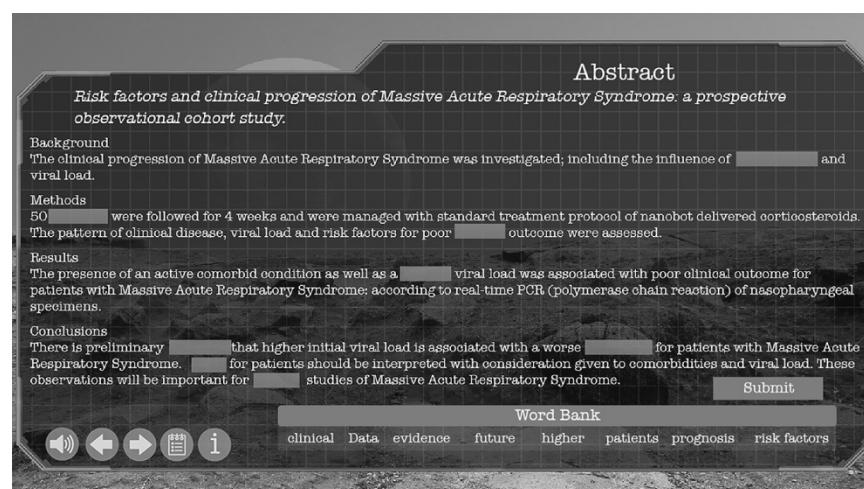 Abstract
Risk factors and clinical progression of Massive Acute Respiratory Syndrome: a prospective
observational cohort study.
Background
The clinical progression of Massive Acute Respiratory Syndrome was investigated; including the influence of and
viral load.
Methods
50 were followed for 4 weeks and were managed with standard treatment protocol of nanobot delivered corticosteroids.
The pattern of clinical disease, viral load and risk factors for poor outcome were assessed.
Results
The presence of an active comorbid condition as well as a viral load was associated with poor clinical outcome for
patients with Massive Acute Respiratory Syndrome: according to real-time PCR (polymerase chain reaction) of nasopharyngeal
specimens.
Conclusions
There is preliminary that higher initial viral load is associated with a worse for patients with Massive Acute
Respiratory Syndrome. for patients should be interpreted with consideration given to comorbidities and viral load. These
observations will be important for studies of Massive Acute Respiratory Syndrome.
Submit
Word Bank
clinical Data evidence future higher patients prognosis risk factors
i